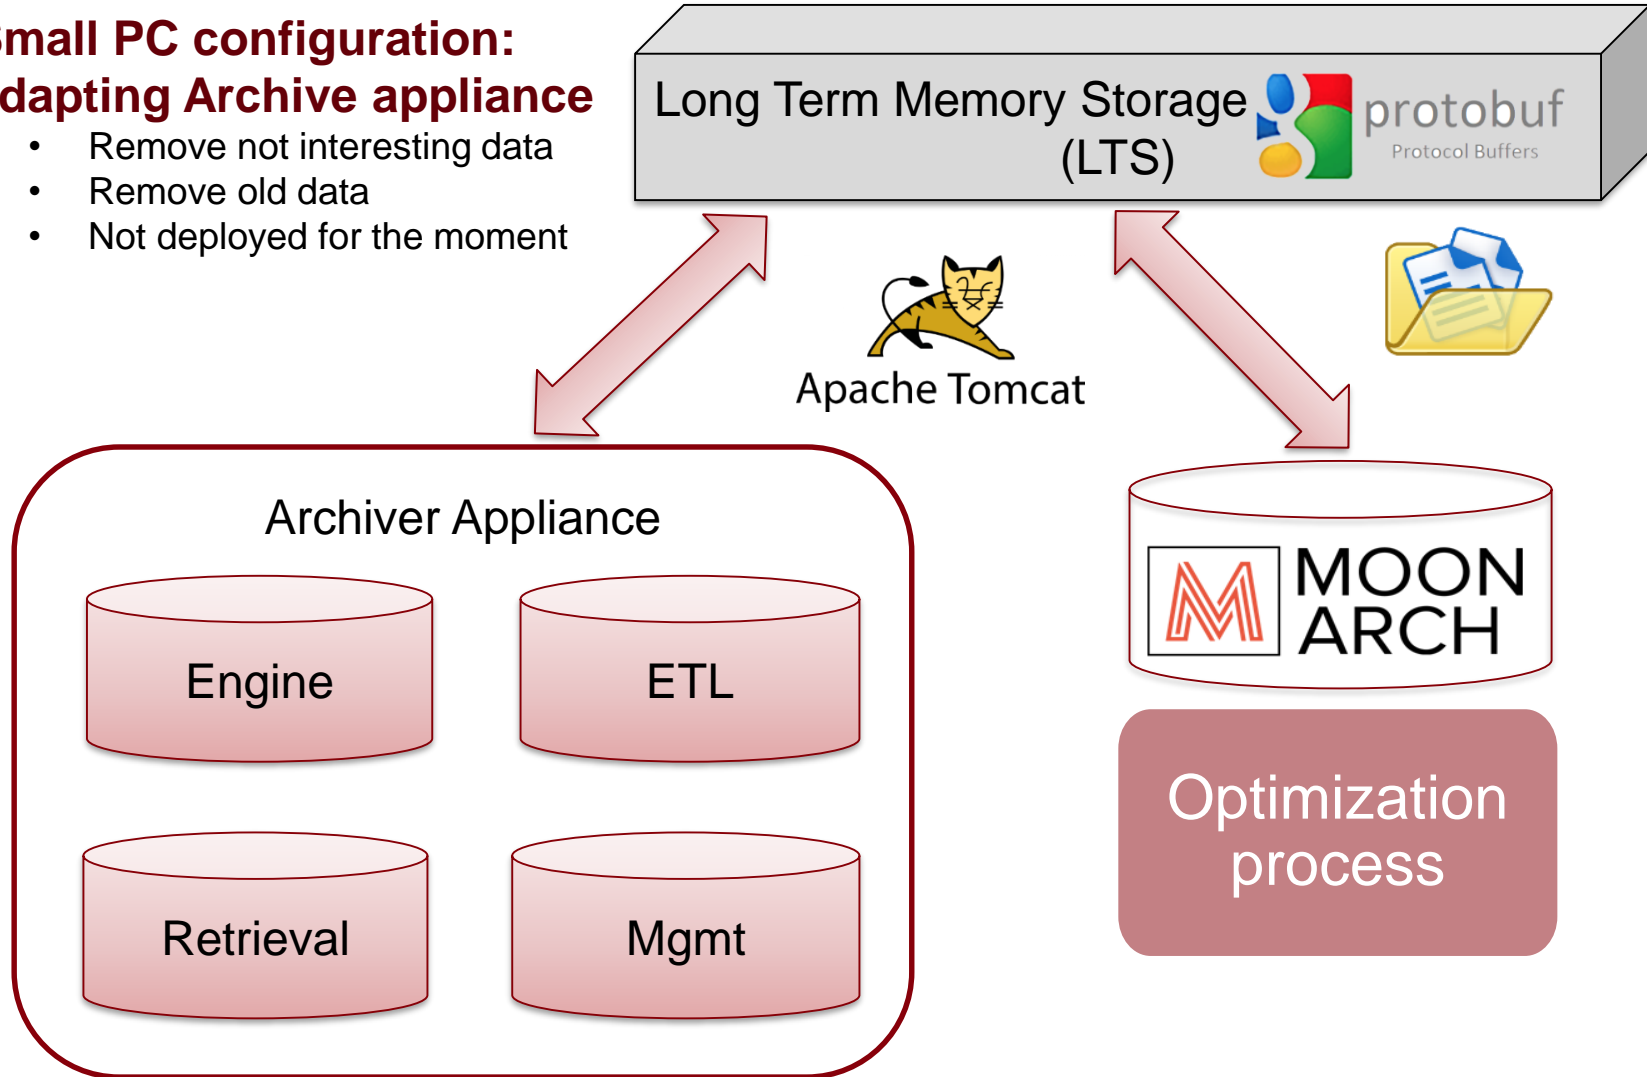 Small PC configuration:
dapting Archive appliance
• Remove not interesting data
• Remove old data
• Not deployed for the moment
Long Term Memory Storage
(LTS)
protobuf
Protocol Buffers
Apache Tomcat
Archiver Appliance
Engine
ETL
Retrieval
Mgmt
MOON
ARCH
Optimization
process